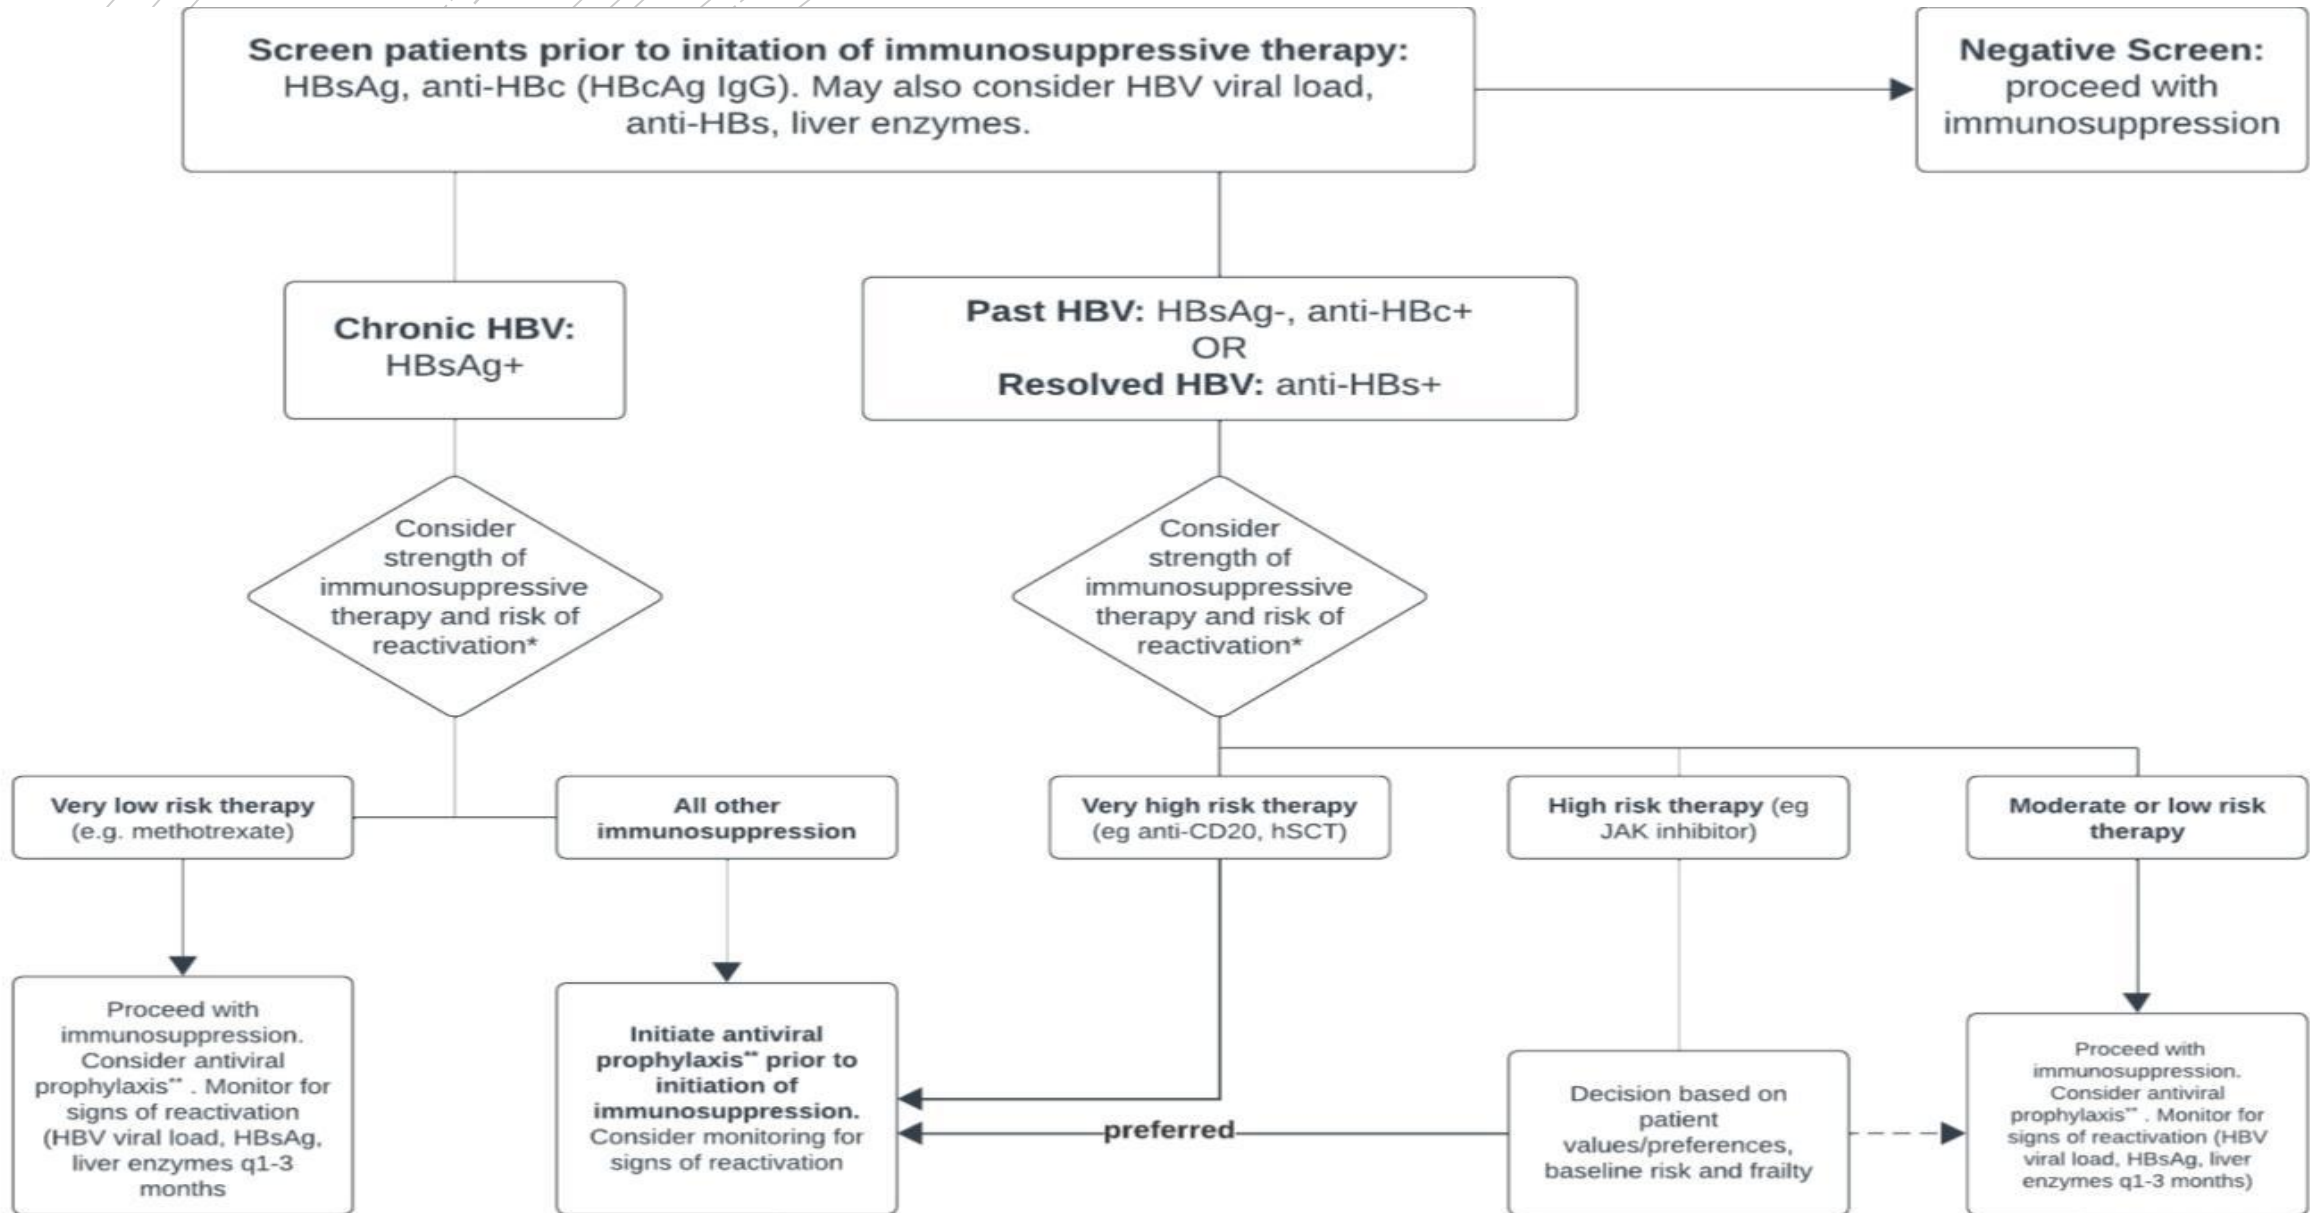 Screen patients prior to initation of immunosuppressive therapy:
HBsAg, anti-HBc (HBcAg IgG). May also consider HBV viral load,
anti-HBs, liver enzymes.
Negative Screen:
proceed with
immunosuppression
Chronic HBV:
HBsAg+
Past HBV: HBsAg-, anti-HBc+
OR
Resolved HBV: anti-HBs+
Consider
strength of
immunosuppressive
therapy and risk of
reactivation*
Consider
strength of
immunosuppressive
therapy and risk of
reactivation*
Very low risk therapy
(e.g. methotrexate)
All other
immunosuppression
Very high risk therapy
(eg anti-CD20, hSCT)
High risk therapy (eg
JAK inhibitor)
Moderate or low risk
therapy
Proceed with
immunosuppression.
Consider antiviral
prophylaxis** . Monitor for
signs of reactivation
(HBV viral load, HBsAg,
liver enzymes q1-3
months
Initiate antiviral
prophylaxis** prior to
initiation of
immunosuppression.
Consider monitoring for
signs of reactivation
preferred
Decision based on
patient
values/preferences,
baseline risk and frailty
Proceed with
immunosuppression.
Consider antiviral
prophylaxis** . Monitor for
signs of reactivation (HBV
viral load, HBsAg, liver
enzymes q1-3 months)